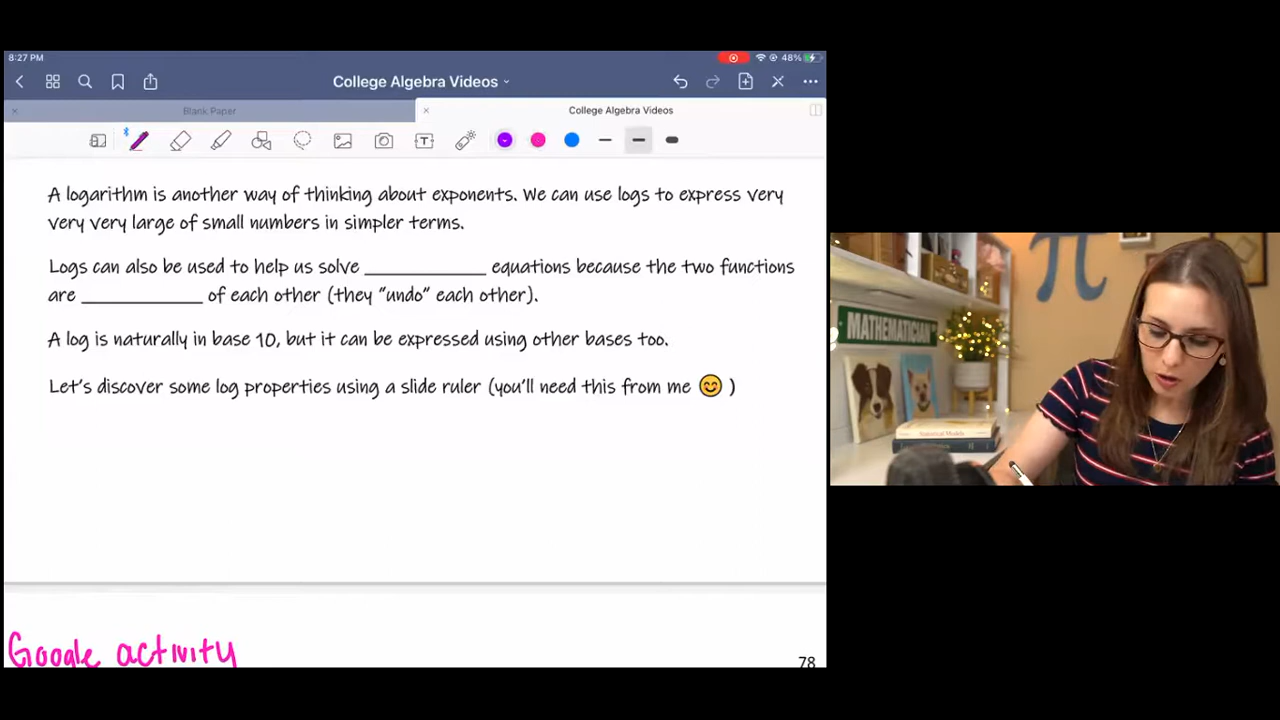 8:27 PM
48%
College Algebra Videos
Blank Paper
College Algebra Videos
T
A logarithm is another way of thinking about exponents. We can use logs to express very
very very large of small numbers in simpler terms.
Logs can also be used to help us solve ____________ equations because the two functions
are ____________ of each other (they "undo" each other).
A log is naturally in base 10, but it can be expressed using other bases too.
Let's discover some log properties using a slide ruler (you'll need this from me 😊 )
Google activity
78
MATHEMATICIAN
π